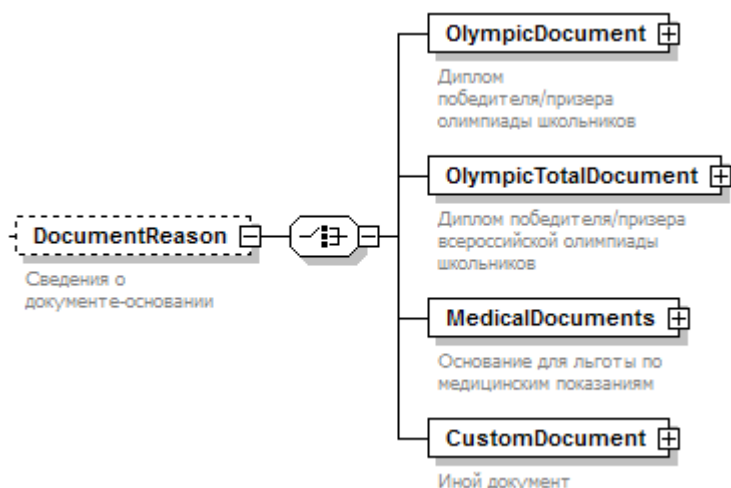 OlympicDocument
Диплом
победителя/призера
олимпиады школьников
OlympicTotalDocument
Диплом победителя/призера
всероссийской олимпиады
школьников
DocumentReason
Сведения о
документе-основании
MedicalDocuments
Основание для льготы по
медицинским показаниям
CustomDocument
Иной документ